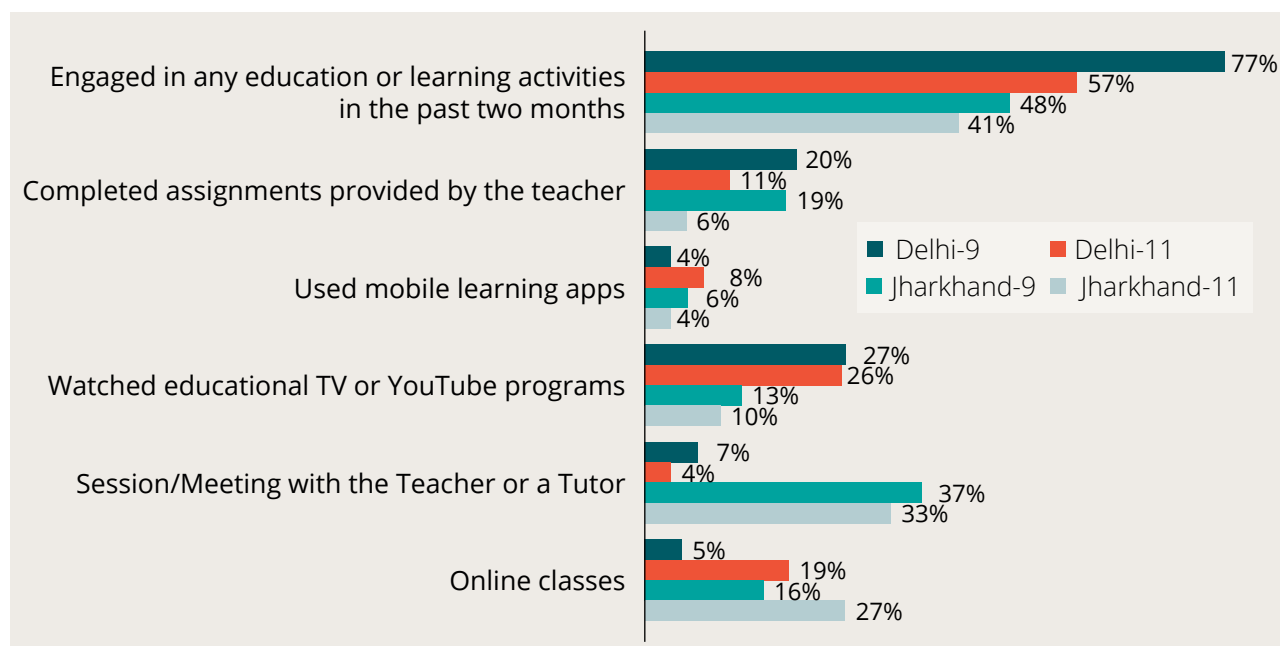 Engaged in any education or learning activities
in the past two months
77%
57%
48%
41%
Completed assignments provided by the teacher
20%
11%
19%
6%
Delhi-9
Delhi-11
Jharkhand-9
Jharkhand-11
Used mobile learning apps
4%
8%
6%
4%
Watched educational TV or YouTube programs
27%
26%
13%
10%
Session/Meeting with the Teacher or a Tutor
7%
4%
37%
33%
Online classes
5%
19%
16%
27%